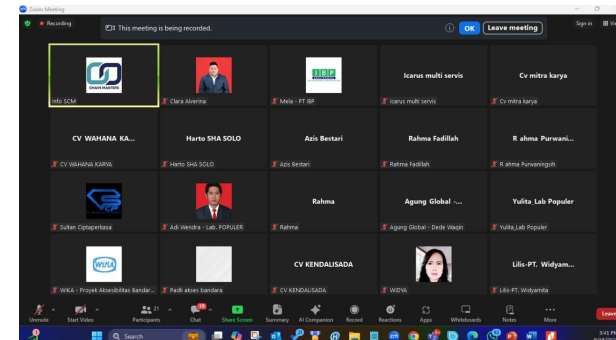 Zoom Meeting
Recording
This meeting is being recorded.
OK
Leave meeting
Sign in
CHAIN MASTERS
IBP
Icarus multi servis
Cv mitra karya
Info SCM
Clara Alverina
Mela - PT IBP
Icarus multi servis
Cv mitra karya
CV WAHANA KA...
Harto SHA SOLO
Azis Bestari
Rahma Fadillah
R ahma Purwani...
CV WAHANA KARYA
Harto SHA SOLO
Azis Bestari
Rahma Fadillah
R ahma Purwaningsih
Rahma
Agung Global -...
Yulita_Lab Populer
Sultan Ciptaperkasa
Adi Wendra - Lab. POPULER
Rahma
Agung Global - Dede Waqin
Yulita_Lab Populer
WIKA
CV KENDALISADA
Lilis-PT. Widyam...
WIKA - Proyek Aksesibilitas Bandar...
Padli akses bandara
CV KENDALISADA
WIDYA
Lilis-PT. Widyamita
21
Unmute
Start Video
Participants
Chat
Share Screen
Summary
AI Companion
Record
Reactions
Apps
Whiteboards
Notes
More
Leave
Search
3:41 PM